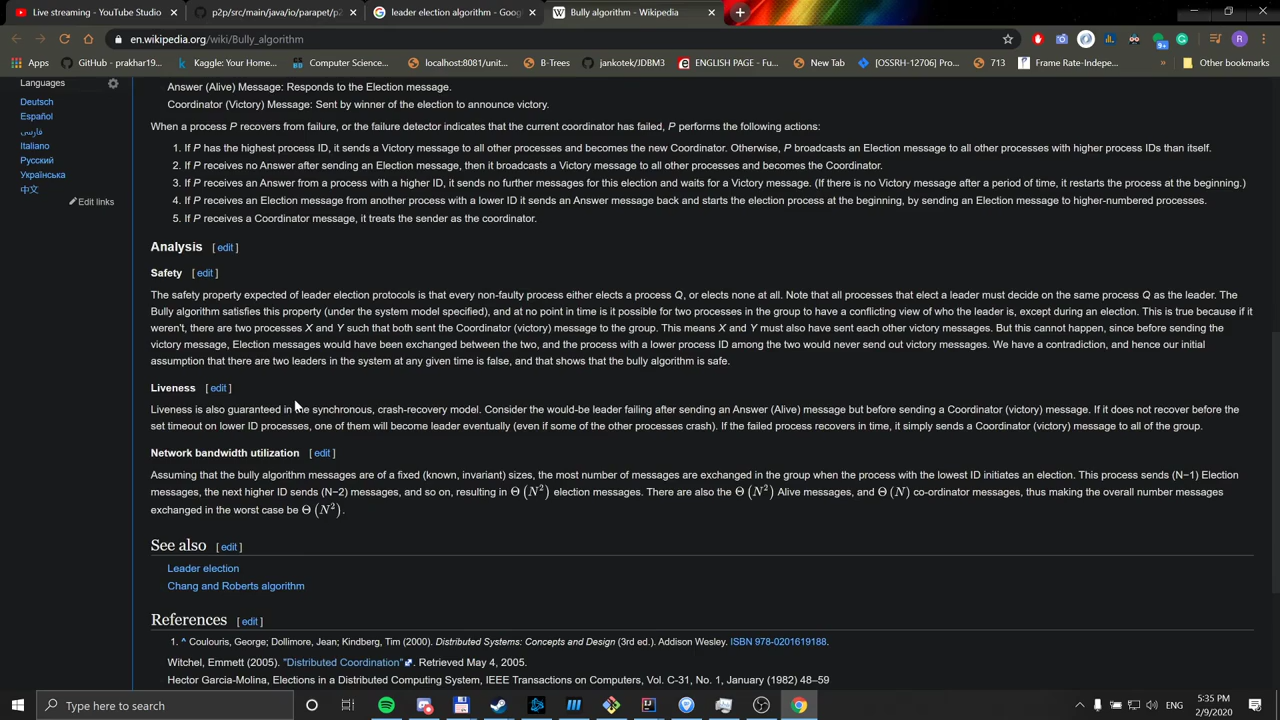 Live streaming - YouTube Studio
p2p/src/main/java/io/parapet/p2
leader election algorithm - Goog
Bully algorithm - Wikipedia
en.wikipedia.org/wiki/Bully_algorithm
9+
R
Apps
GitHub - prakhar19...
Kaggle: Your Home...
Computer Science...
localhost:8081/unit...
B-Trees
jankotek/JDBM3
ENGLISH PAGE - Fu...
New Tab
[OSSRH-12706] Pro...
713
Frame Rate-Indepe...
»
Other bookmarks
Languages
Deutsch
Español
فارسی
Italiano
Русский
Українська
中文
Edit links
Answer (Alive) Message: Responds to the Election message.
Coordinator (Victory) Message: Sent by winner of the election to announce victory.
When a process P recovers from failure, or the failure detector indicates that the current coordinator has failed, P performs the following actions:
1. If P has the highest process ID, it sends a Victory message to all other processes and becomes the new Coordinator. Otherwise, P broadcasts an Election message to all other processes with higher process IDs than itself.
2. If P receives no Answer after sending an Election message, then it broadcasts a Victory message to all other processes and becomes the Coordinator.
3. If P receives an Answer from a process with a higher ID, it sends no further messages for this election and waits for a Victory message. (If there is no Victory message after a period of time, it restarts the process at the beginning.)
4. If P receives an Election message from another process with a lower ID it sends an Answer message back and starts the election process at the beginning, by sending an Election message to higher-numbered processes.
5. If P receives a Coordinator message, it treats the sender as the coordinator.
Analysis [ edit ]
Safety [ edit ]
The safety property expected of leader election protocols is that every non-faulty process either elects a process Q, or elects none at all. Note that all processes that elect a leader must decide on the same process Q as the leader. The
Bully algorithm satisfies this property (under the system model specified), and at no point in time is it possible for two processes in the group to have a conflicting view of who the leader is, except during an election. This is true because if it
weren't, there are two processes X and Y such that both sent the Coordinator (victory) message to the group. This means X and Y must also have sent each other victory messages. But this cannot happen, since before sending the
victory message, Election messages would have been exchanged between the two, and the process with a lower process ID among the two would never send out victory messages. We have a contradiction, and hence our initial
assumption that there are two leaders in the system at any given time is false, and that shows that the bully algorithm is safe.
Liveness [ edit ]
Liveness is also guaranteed in the synchronous, crash-recovery model. Consider the would-be leader failing after sending an Answer (Alive) message but before sending a Coordinator (victory) message. If it does not recover before the
set timeout on lower ID processes, one of them will become leader eventually (even if some of the other processes crash). If the failed process recovers in time, it simply sends a Coordinator (victory) message to all of the group.
Network bandwidth utilization [ edit ]
Assuming that the bully algorithm messages are of a fixed (known, invariant) sizes, the most number of messages are exchanged in the group when the process with the lowest ID initiates an election. This process sends (N−1) Election
messages, the next higher ID sends (N−2) messages, and so on, resulting in Θ (N²) election messages. There are also the Θ (N²) Alive messages, and Θ (N) co-ordinator messages, thus making the overall number messages
exchanged in the worst case be Θ (N²).
See also [ edit ]
Leader election
Chang and Roberts algorithm
References [ edit ]
1. ^ Coulouris, George; Dollimore, Jean; Kindberg, Tim (2000). Distributed Systems: Concepts and Design (3rd ed.). Addison Wesley. ISBN 978-0201619188.
Witchel, Emmett (2005). "Distributed Coordination". Retrieved May 4, 2005.
Hector Garcia-Molina, Elections in a Distributed Computing System, IEEE Transactions on Computers, Vol. C-31, No. 1, January (1982) 48–59
Type here to search
ENG
5:35 PM
2/9/2020